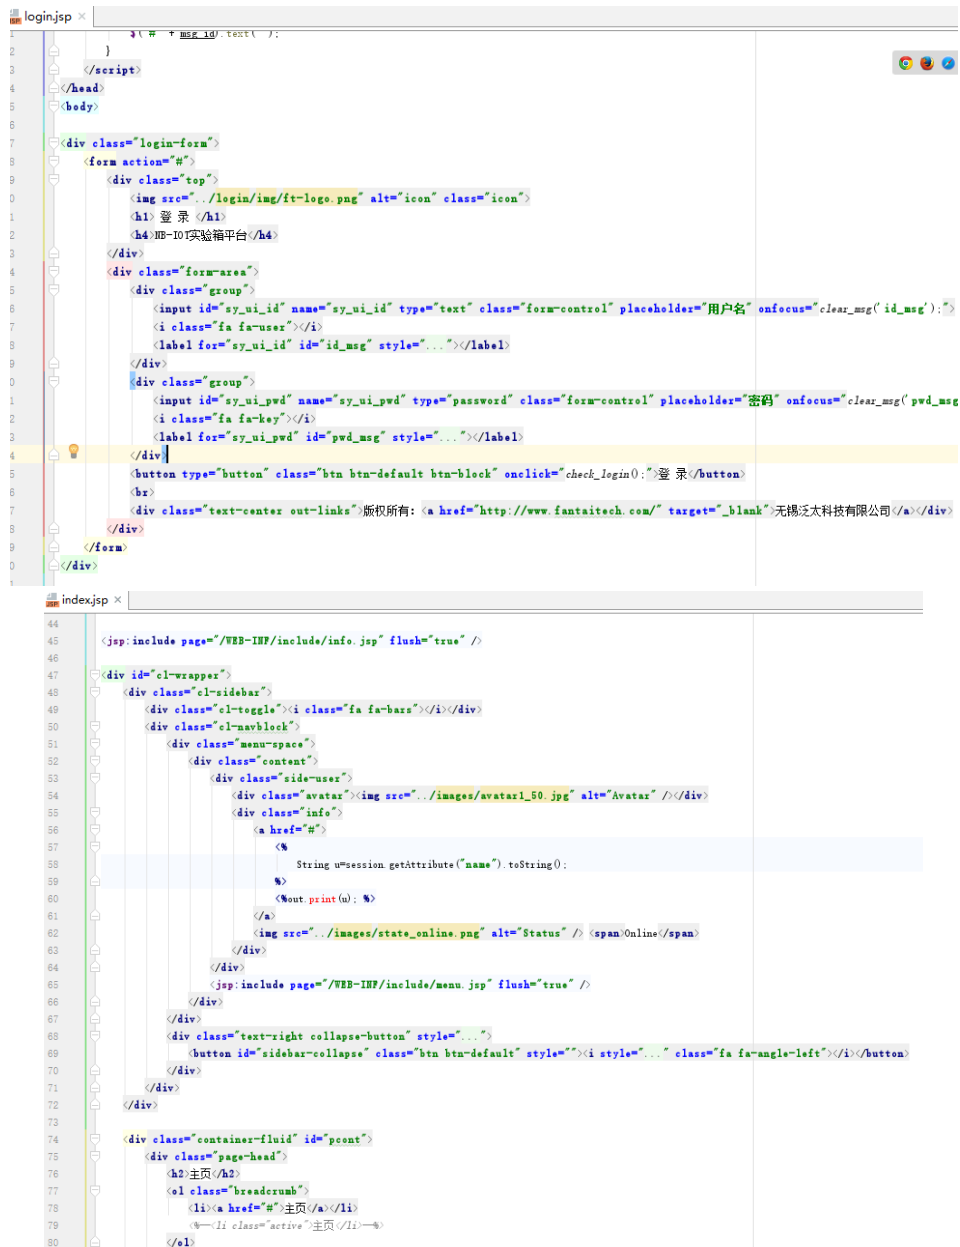 login.jsp
$("#" + msg_id).text("");
}
</script>
</head>
<body>
<div class="login-form">
<form action="#">
<div class="top">
<img src="../login/img/ft-logo.png" alt="icon" class="icon">
<h1> 登 录 </h1>
<h4>NB-IOT实验箱平台</h4>
</div>
<div class="form-area">
<div class="group">
<input id="sy_ui_id" name="sy_ui_id" type="text" class="form-control" placeholder="用户名" onfocus="clear_msg('id_msg');">
<i class="fa fa-user"></i>
<label for="sy_ui_id" id="id_msg" style="..."></label>
</div>
<div class="group">
<input id="sy_ui_pwd" name="sy_ui_pwd" type="password" class="form-control" placeholder="密码" onfocus="clear_msg('pwd_msg
<i class="fa fa-key"></i>
<label for="sy_ui_pwd" id="pwd_msg" style="..."></label>
</div>
<button type="button" class="btn btn-default btn-block" onclick="check_login();">登 录</button>
<br>
<div class="text-center out-links">版权所有: <a href="http://www.fantaitech.com/" target="_blank">无锡泛太科技有限公司</a></div>
</div>
</form>
</div>
index.jsp
44
45 <jsp:include page="/WEB-INF/include/info.jsp" flush="true" />
46
47 <div id="cl-wrapper">
48 <div class="cl-sidebar">
49 <div class="cl-toggle"><i class="fa fa-bars"></i></div>
50 <div class="cl-navblock">
51 <div class="menu-space">
52 <div class="content">
53 <div class="side-user">
54 <div class="avatar"><img src="../images/avatar1_50.jpg" alt="Avatar" /></div>
55 <div class="info">
56 <a href="#">
57 <%
58 String u=session.getAttribute("name").toString();
59 %>
60 <%out.print(u); %>
61 </a>
62 <img src="../images/state_online.png" alt="Status" /> <span>Online</span>
63 </div>
64 </div>
65 <jsp:include page="/WEB-INF/include/menu.jsp" flush="true" />
66 </div>
67 </div>
68 <div class="text-right collapse-button" style="...">
69 <button id="sidebar-collapse" class="btn btn-default" style=""><i style="..." class="fa fa-angle-left"></i></button>
70 </div>
71 </div>
72 </div>
73
74 <div class="container-fluid" id="pcont">
75 <div class="page-head">
76 <h2>主页</h2>
77 <ol class="breadcrumb">
78 <li><a href="#">主页</a></li>
79 <%--<li class="active">主页</li>--%>
80 </ol>